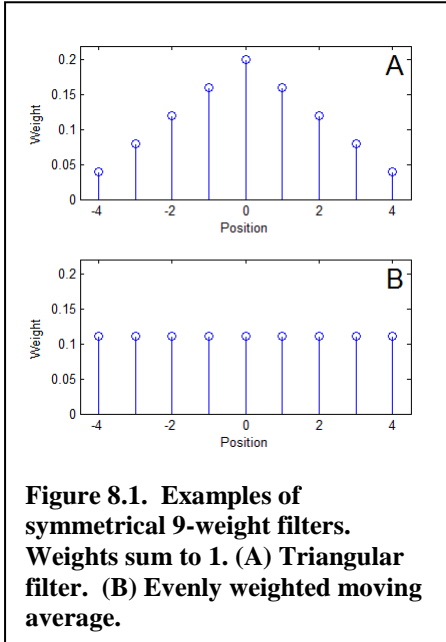 A
0.2
0.15
0.1
0.05
0
Weight
-4 -2 0 2 4
Position
B
0.2
0.15
0.1
0.05
0
Weight
-4 -2 0 2 4
Position
Figure 8.1. Examples of
symmetrical 9-weight filters.
Weights sum to 1. (A) Triangular
filter. (B) Evenly weighted moving
average.